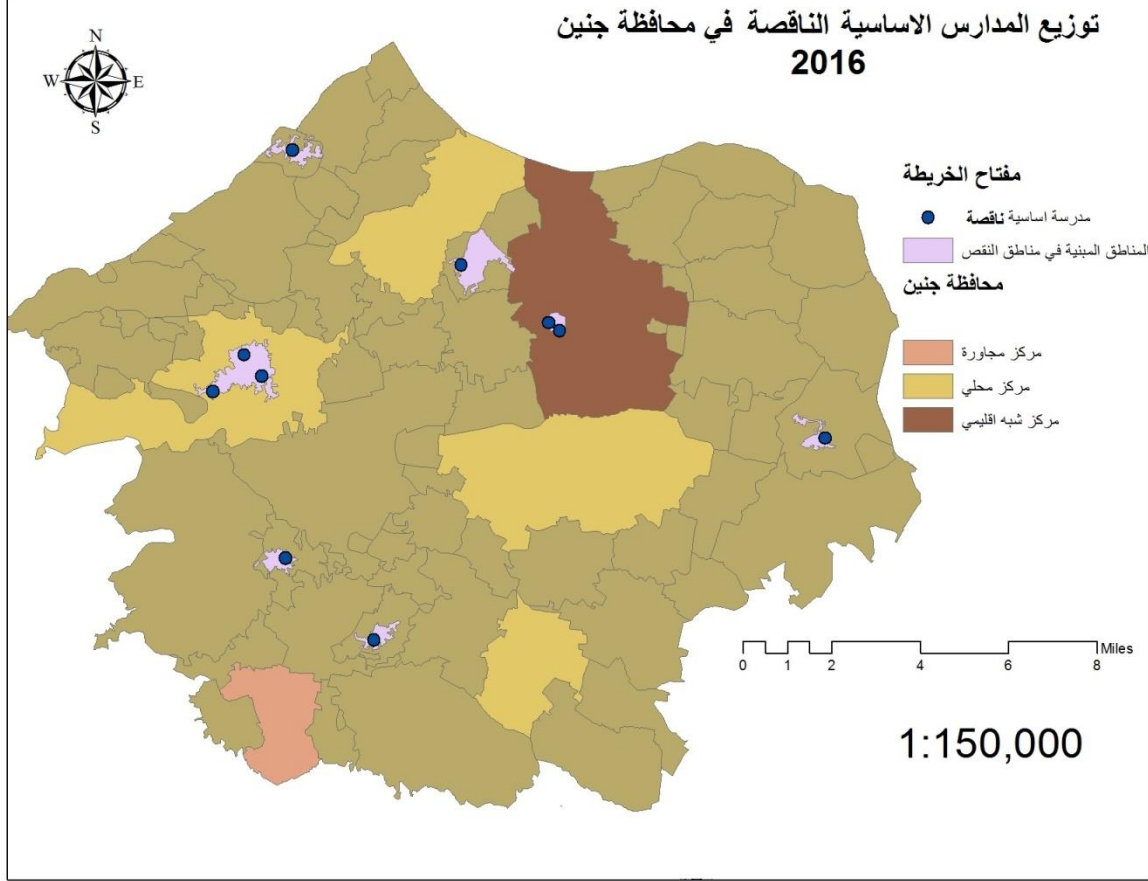 توزيع المدارس الاساسية الناقصة في محافظة جنين
2016
N
W E
S
مفتاح الخريطة
مدرسة اساسية ناقصة
المناطق المبنية في مناطق النقص
محافظة جنين
مركز مجاورة
مركز محلي
مركز شبه اقليمي
Miles
0 1 2 4 6 8
1:150,000